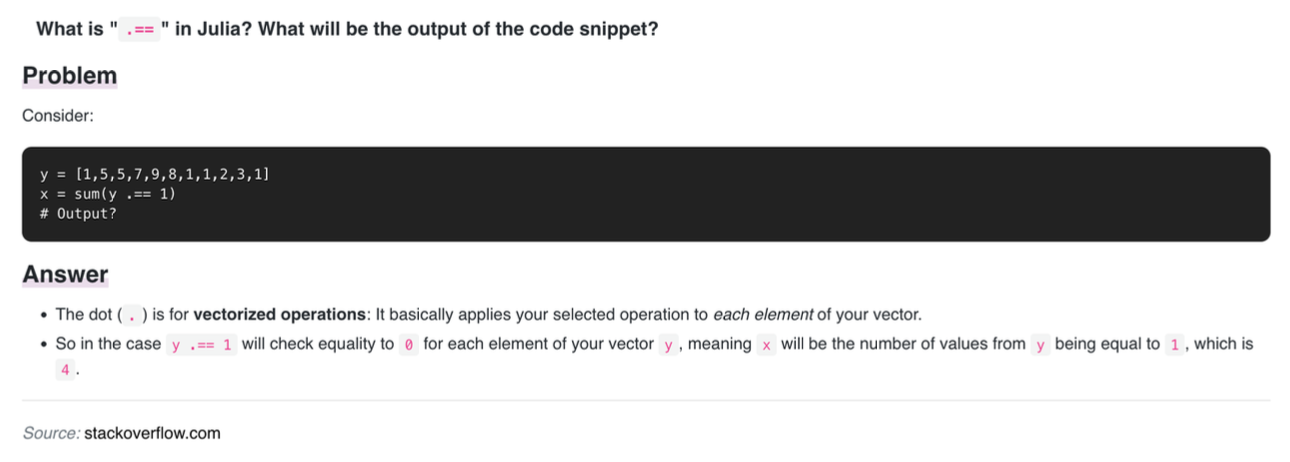 What is " .== " in Julia? What will be the output of the code snippet?
Problem
Consider:
y = [1,5,5,7,9,8,1,1,2,3,1]
x = sum(y .== 1)
# Output?
Answer
• The dot ( . ) is for vectorized operations: It basically applies your selected operation to each element of your vector.
• So in the case y .== 1 will check equality to 0 for each element of your vector y , meaning x will be the number of values from y being equal to 1 , which is
4 .
Source: stackoverflow.com